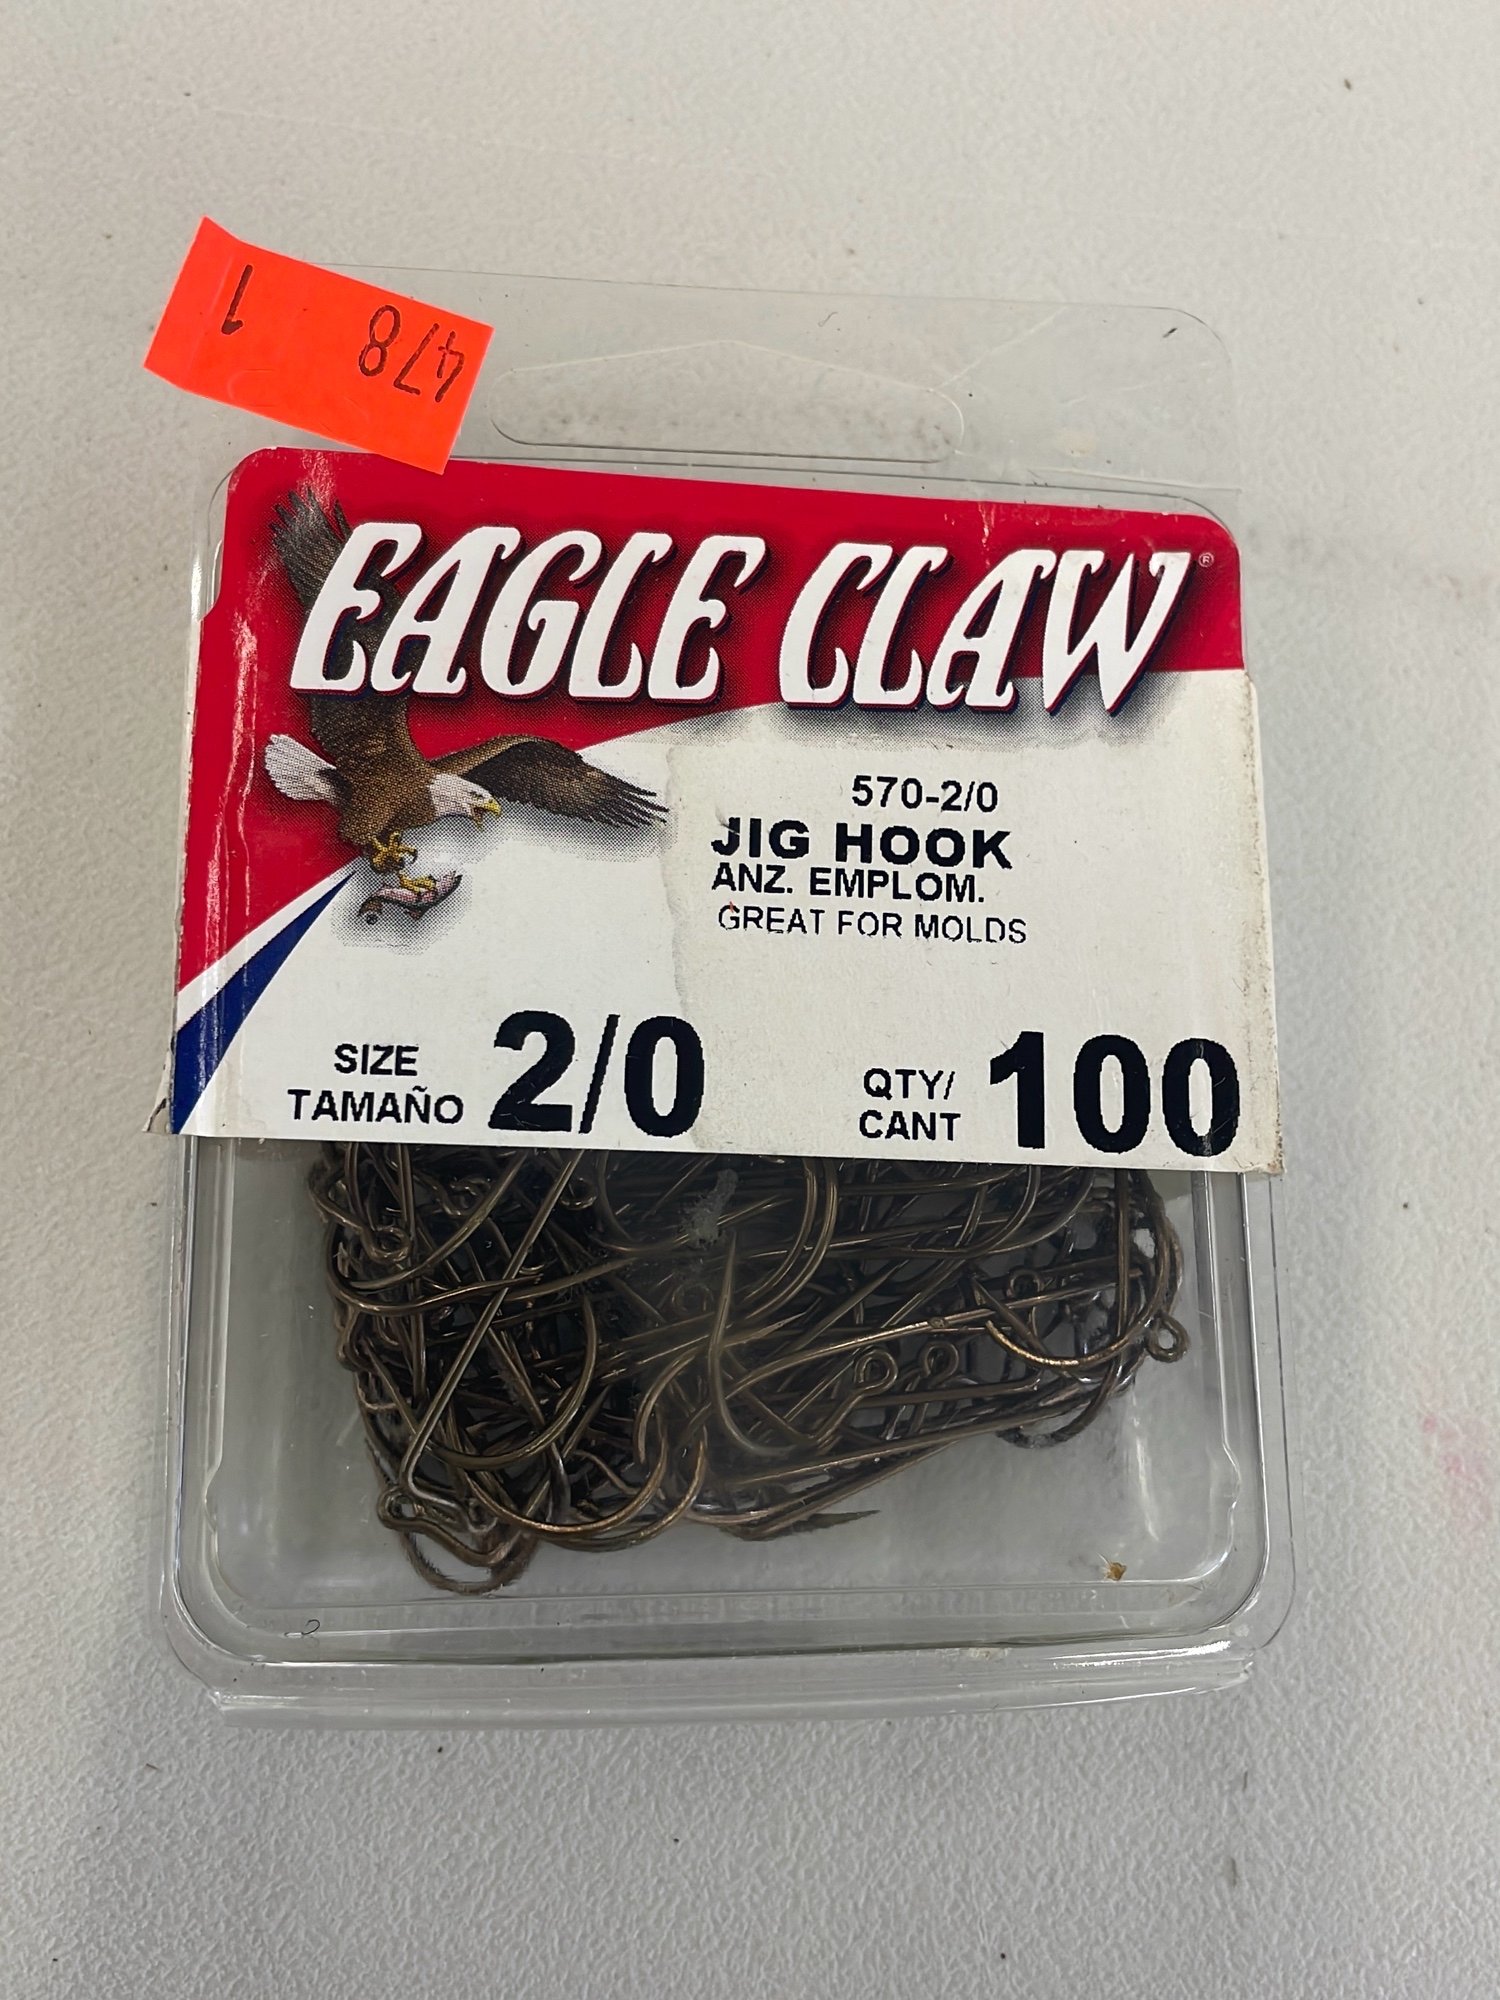 478 1
EAGLE CLAW®
570-2/0
JIG HOOK
ANZ. EMPLOM.
GREAT FOR MOLDS
SIZE
TAMAÑO
2/0
QTY/
CANT
100